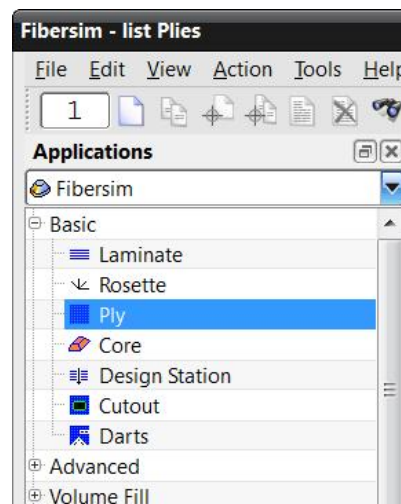 Fibersim - list Plies
File Edit View Action Tools Help
1
Applications
Fibersim
Basic
Laminate
Rosette
Ply
Core
Design Station
Cutout
Darts
Advanced
Volume Fill